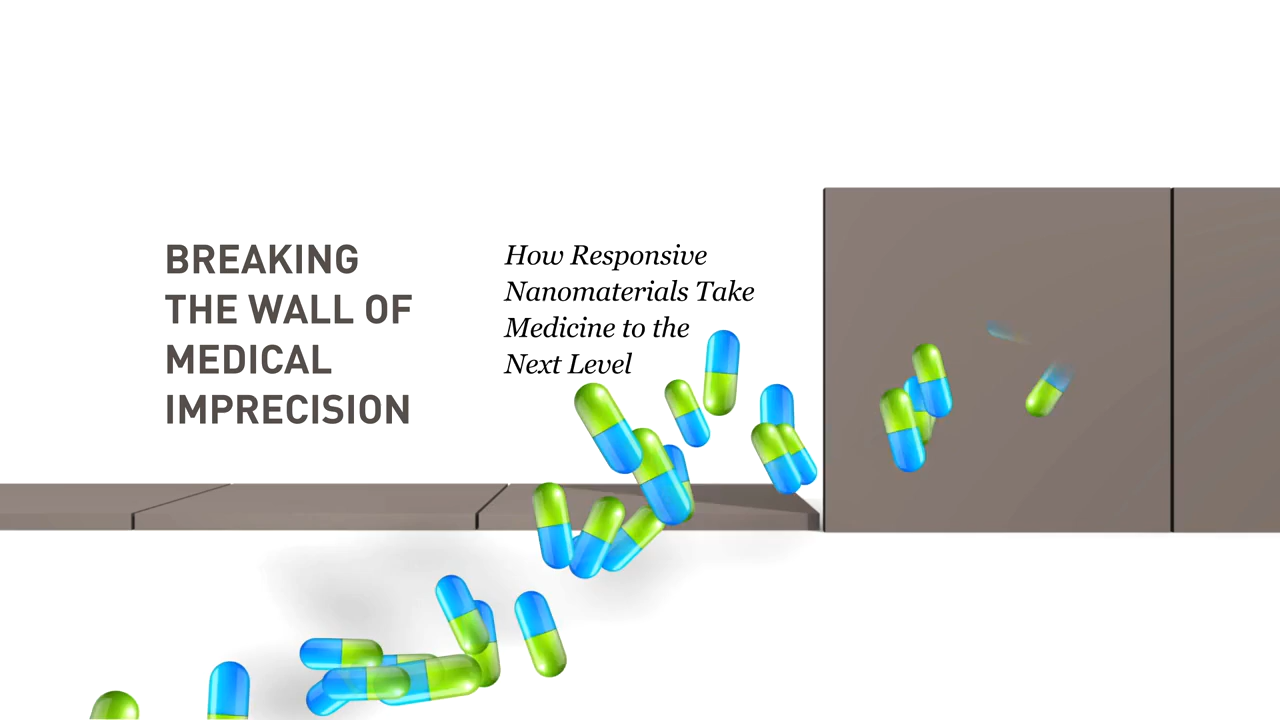 BREAKING
THE WALL OF
MEDICAL
IMPRECISION
How Responsive
Nanomaterials Take
Medicine to the
Next Level